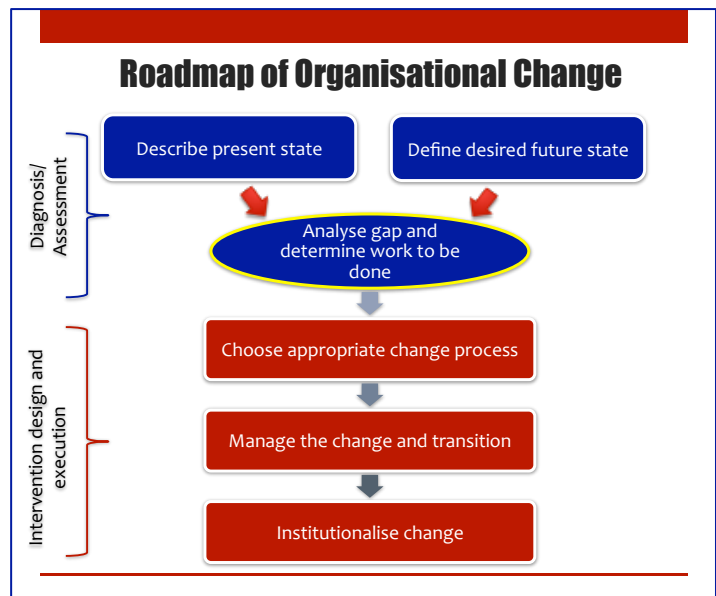 Roadmap of Organisational Change
Diagnosis/
Assessment
Describe present state
Define desired future state
Analyse gap and
determine work to be
done
Intervention design and
execution
Choose appropriate change process
Manage the change and transition
Institutionalise change